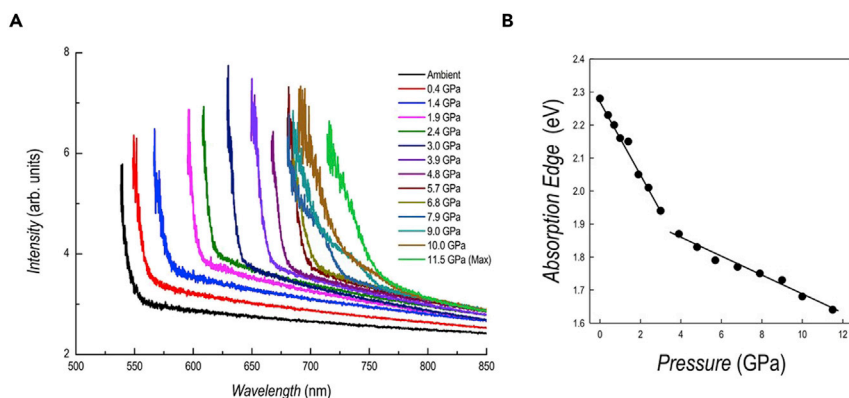 A
B
8
6
4
2
Intensity (arb. units)
500 550 600 650 700 750 800 850
Wavelength (nm)
Ambient
0.4 GPa
1.4 GPa
1.9 GPa
2.4 GPa
3.0 GPa
3.9 GPa
4.8 GPa
5.7 GPa
6.8 GPa
7.9 GPa
9.0 GPa
10.0 GPa
11.5 GPa (Max)
2.4
2.3
2.2
2.1
2.0
1.9
1.8
1.7
1.6
Absorption Edge (eV)
0 2 4 6 8 10 12
Pressure (GPa)